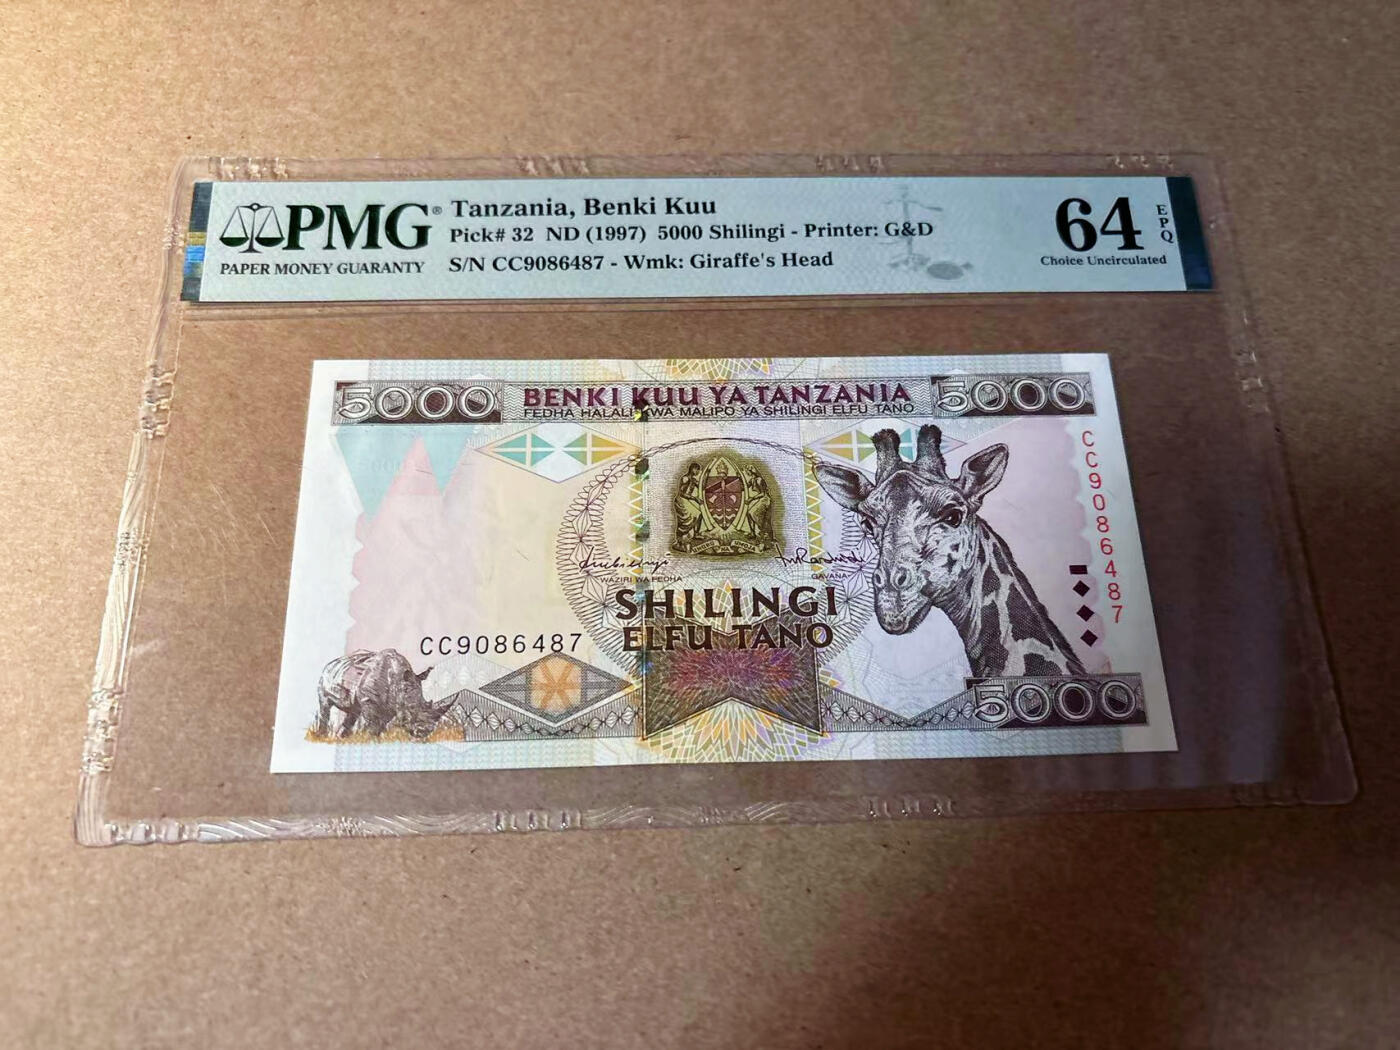 PMG®
PAPER MONEY GUARANTY
Tanzania, Benki Kuu
Pick# 32 ND (1997) 5000 Shilingi - Printer: G&D
S/N CC9086487 - Wmk: Giraffe's Head
64
EPQ
Choice Uncirculated
5000
BENKI KUU YA TANZANIA
FEDHA HALALI KWA MALIPO YA SHILINGI ELFU TANO
5000
CC9086487
WAZIRI WA FEDHA
GAVANA
SHILINGI
ELFU TANO
CC9086487
5000